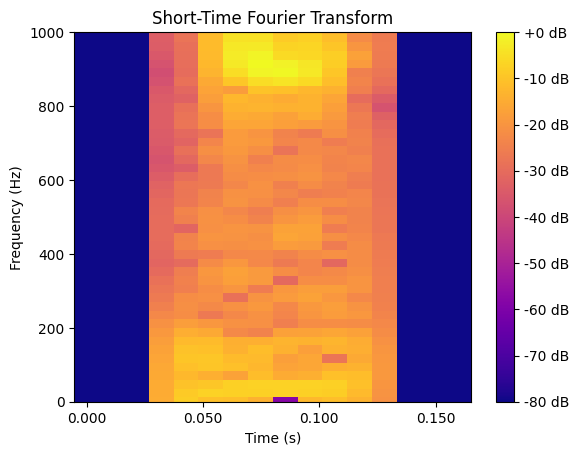 Short-Time Fourier Transform
1000
800
600
400
200
0
Frequency (Hz)
0.000
0.050
0.100
0.150
Time (s)
+0 dB
-10 dB
-20 dB
-30 dB
-40 dB
-50 dB
-60 dB
-70 dB
-80 dB